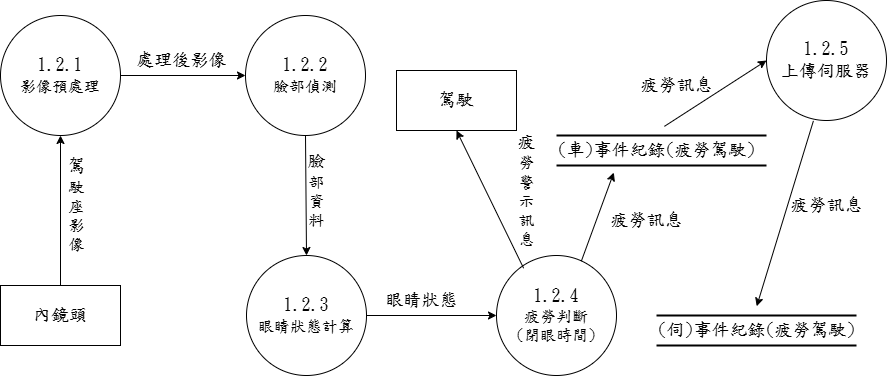 1.2.1
影像預處理
處理後影像
1.2.2
臉部偵測
駕駛座影像
內鏡頭
臉部資料
1.2.3
眼睛狀態計算
眼睛狀態
駕駛
疲勞警示訊息
1.2.4
疲勞判斷
(閉眼時間)
疲勞訊息
(車)事件紀錄(疲勞駕駛)
疲勞訊息
1.2.5
上傳伺服器
疲勞訊息
(伺)事件紀錄(疲勞駕駛)